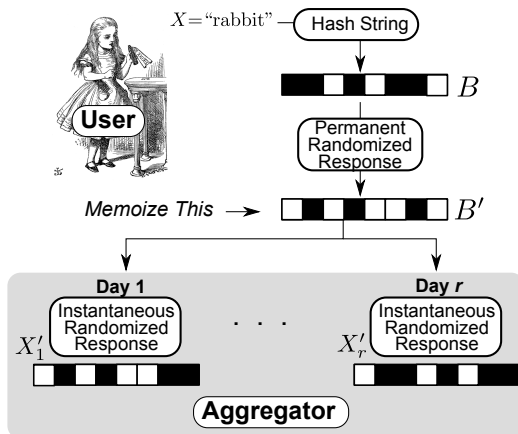 X="rabbit"
Hash String
B
User
Permanent
Randomized
Response
Memoize This
B′
Day 1
Instantaneous
Randomized
Response
X′₁
. . .
Day r
Instantaneous
Randomized
Response
X′ᵣ
Aggregator